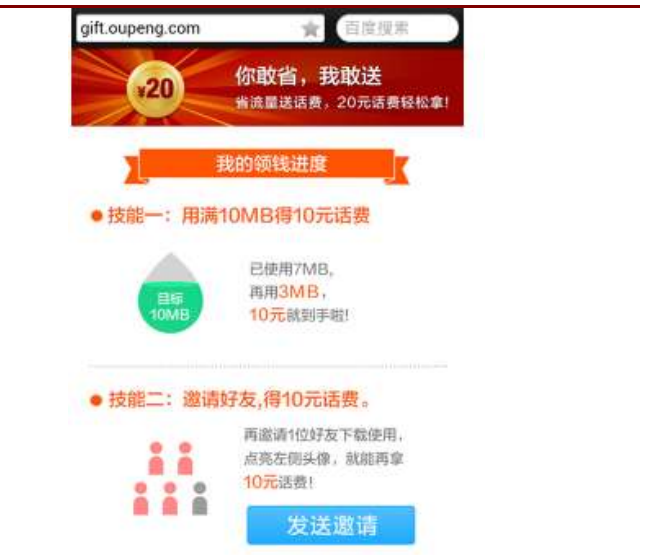 gift.oupeng.com
百度搜索
¥20
你敢省，我敢送
省流量送话费，20元话费轻松拿!
我的领钱进度
技能一：用满10MB得10元话费
目标
10MB
已使用7MB，
再用3MB，
10元就到手啦!
技能二：邀请好友,得10元话费。
再邀请1位好友下载使用，
点亮左侧头像，就能再拿
10元话费!
发送邀请